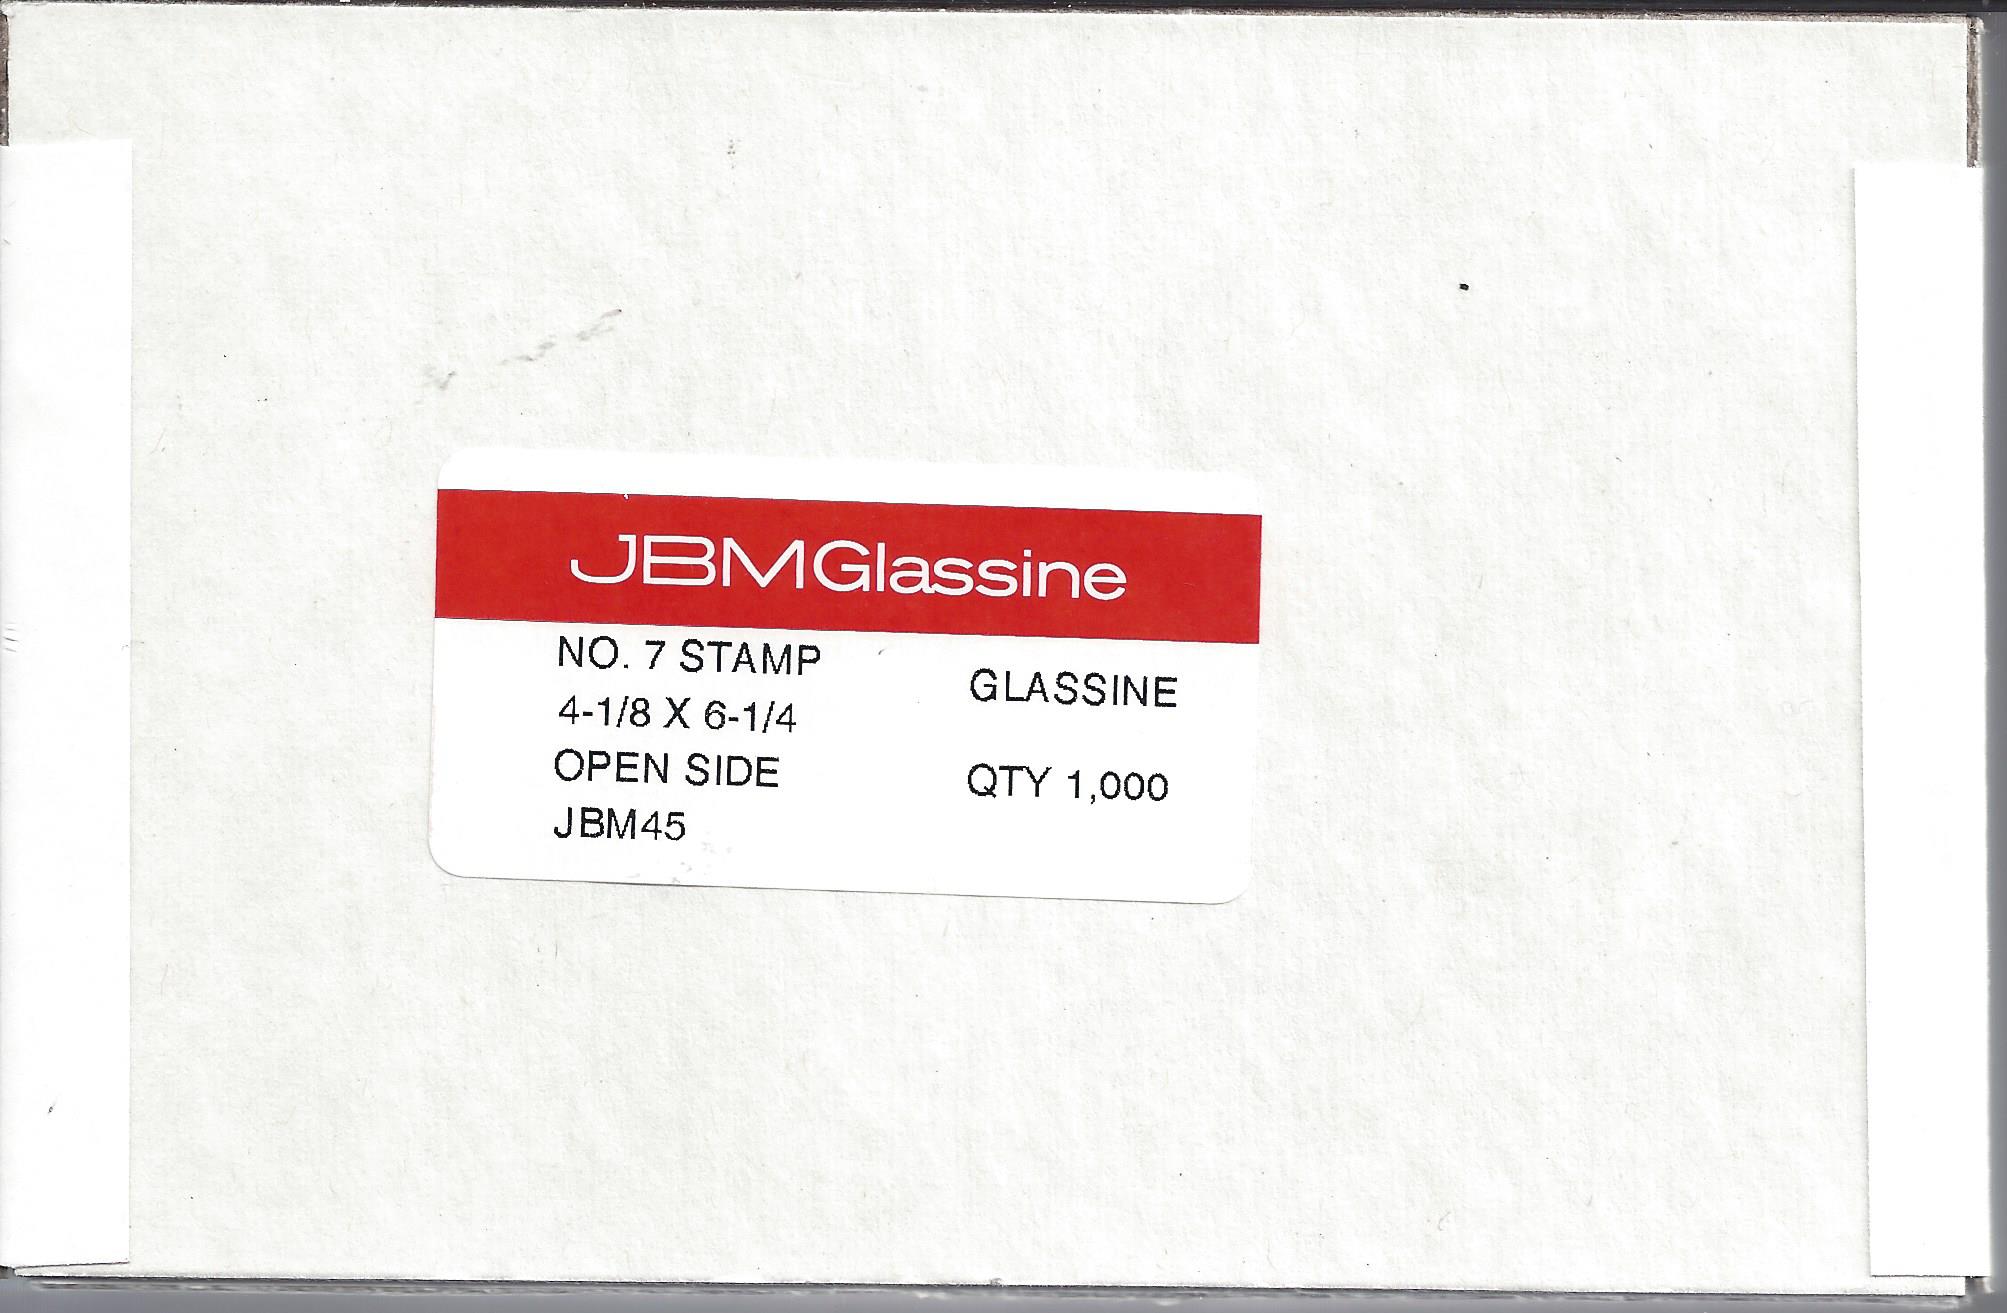 JBMGlassine
NO. 7 STAMP
4-1/8 X 6-1/4
OPEN SIDE
JBM45
GLASSINE
QTY 1,000